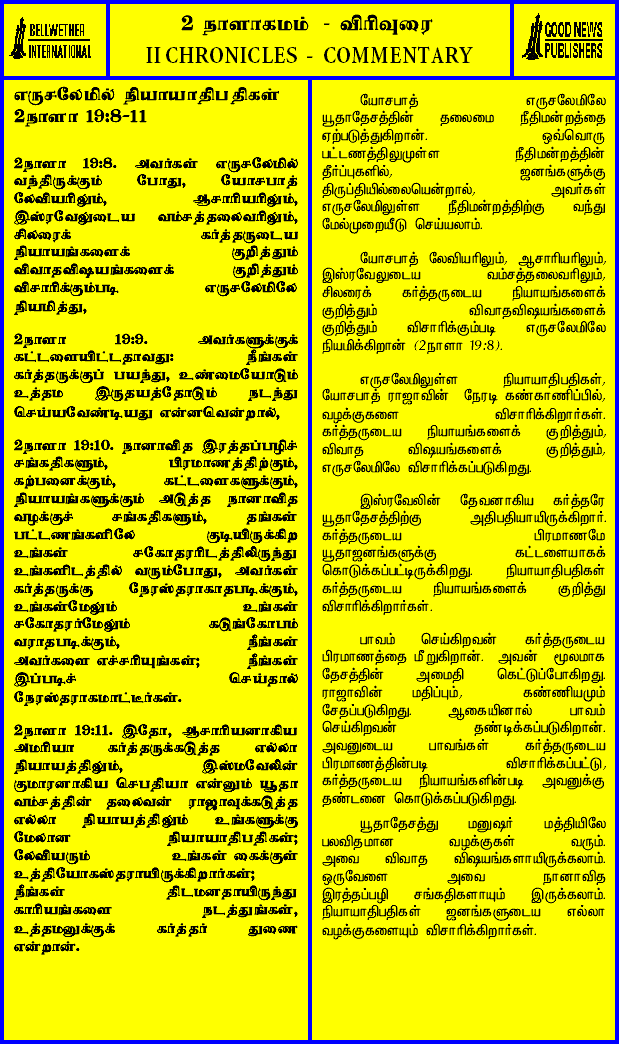 BELLWETHER
INTERNATIONAL
2 நாளாகமம் - விரிவுரை
II CHRONICLES - COMMENTARY
GOOD NEWS
PUBLISHERS
எருசலேமில் நியாயாதிபதிகள்
2நாளா 19:8-11
2நாளா 19:8. அவர்கள் எருசலேமில்
வந்திருக்கும் போது, யோசபாத்
லேவியரிலும், ஆசாரியரிலும்,
இஸ்ரவேலுடைய வம்சத்தலைவரிலும்,
சிலரைக் கர்த்தருடைய
நியாயங்களைக் குறித்தும்
விவாதவிஷயங்களைக் குறித்தும்
விசாரிக்கும்படி எருசலேமிலே
நியமித்து,
2நாளா 19:9. அவர்களுக்குக்
கட்டளையிட்டதாவது: நீங்கள்
கர்த்தருக்குப் பயந்து, உண்மையோடும்
உத்தம இருதயத்தோடும் நடந்து
செய்யவேண்டியது என்னவென்றால்,
2நாளா 19:10. நானாவித இரத்தப்பழிச்
சங்கதிகளும், பிரமாணத்திற்கும்,
கற்பனைக்கும், கட்டளைகளுக்கும்,
நியாயங்களுக்கும் அடுத்த நானாவித
வழக்குச் சங்கதிகளும், தங்கள்
பட்டணங்களிலே குடியிருக்கிற
உங்கள் சகோதரரிடத்திலிருந்து
உங்களிடத்தில் வரும்போது, அவர்கள்
கர்த்தருக்கு நேரஸ்தராகாதபடிக்கும்,
உங்கள்மேலும் உங்கள்
சகோதரர்மேலும் கடுங்கோபம்
வராதபடிக்கும், நீங்கள்
அவர்களை எச்சரியுங்கள்; நீங்கள்
இப்படிச் செய்தால்
நேரஸ்தராகமாட்டீர்கள்.
2நாளா 19:11. இதோ, ஆசாரியனாகிய
அமரியா கர்த்தருக்கடுத்த எல்லா
நியாயத்திலும், இஸ்மவேலின்
குமாரனாகிய செபதியா என்னும் யூதா
வம்சத்தின் தலைவன் ராஜாவுக்கடுத்த
எல்லா நியாயத்திலும் உங்களுக்கு
மேலான நியாயாதிபதிகள்;
லேவியரும் உங்கள் கைக்குள்
உத்தியோகஸ்தராயிருக்கிறார்கள்;
நீங்கள் திடமனதாயிருந்து
காரியங்களை நடத்துங்கள்,
உத்தமனுக்குக் கர்த்தர் துணை
என்றான்.
யோசபாத் எருசலேமிலே
யூதாதேசத்தின் தலைமை நீதிமன்றத்தை
ஏற்படுத்துகிறான். ஒவ்வொரு
பட்டணத்திலுமுள்ள நீதிமன்றத்தின்
தீர்ப்புகளில், ஜனங்களுக்கு
திருப்தியில்லையென்றால், அவர்கள்
எருசலேமிலுள்ள நீதிமன்றத்திற்கு வந்து
மேல்முறையீடு செய்யலாம்.
யோசபாத் லேவியரிலும், ஆசாரியரிலும்,
இஸ்ரவேலுடைய வம்சத்தலைவரிலும்,
சிலரைக் கர்த்தருடைய நியாயங்களைக்
குறித்தும் விவாதவிஷயங்களைக்
குறித்தும் விசாரிக்கும்படி எருசலேமிலே
நியமிக்கிறான் (2நாளா 19:8).
எருசலேமிலுள்ள நியாயாதிபதிகள்,
யோசபாத் ராஜாவின் நேரடி கண்காணிப்பில்,
வழக்குகளை விசாரிக்கிறார்கள்.
கர்த்தருடைய நியாயங்களைக் குறித்தும்,
விவாத விஷயங்களைக் குறித்தும்,
எருசலேமிலே விசாரிக்கப்படுகிறது.
இஸ்ரவேலின் தேவனாகிய கர்த்தரே
யூதாதேசத்திற்கு அதிபதியாயிருக்கிறார்.
கர்த்தருடைய பிரமாணமே
யூதாஜனங்களுக்கு கட்டளையாகக்
கொடுக்கப்பட்டிருக்கிறது. நியாயாதிபதிகள்
கர்த்தருடைய நியாயங்களைக் குறித்து
விசாரிக்கிறார்கள்.
பாவம் செய்கிறவன் கர்த்தருடைய
பிரமாணத்தை மீறுகிறான். அவன் மூலமாக
தேசத்தின் அமைதி கெட்டுப்போகிறது.
ராஜாவின் மதிப்பும், கண்ணியமும்
சேதப்படுகிறது. ஆகையினால் பாவம்
செய்கிறவன் தண்டிக்கப்படுகிறான்.
அவனுடைய பாவங்கள் கர்த்தருடைய
பிரமாணத்தின்படி விசாரிக்கப்பட்டு,
கர்த்தருடைய நியாயங்களின்படி அவனுக்கு
தண்டனை கொடுக்கப்படுகிறது.
யூதாதேசத்து மனுஷர் மத்தியிலே
பலவிதமான வழக்குகள் வரும்.
அவை விவாத விஷயங்களாயிருக்கலாம்.
ஒருவேளை அவை நானாவித
இரத்தப்பழி சங்கதிகளாயும் இருக்கலாம்.
நியாயாதிபதிகள் ஜனங்களுடைய எல்லா
வழக்குகளையும் விசாரிக்கிறார்கள்.